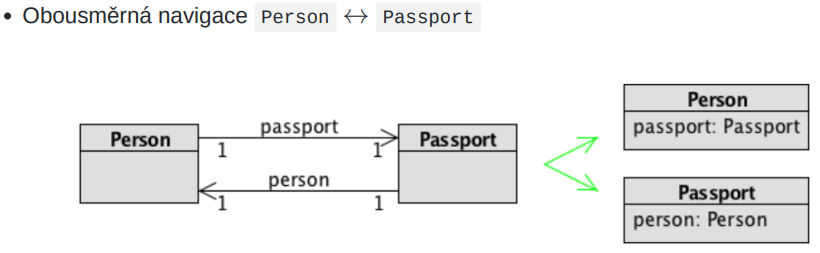 • Obousměrná navigace Person ↔ Passport
Person
passport: Passport
Person
passport
Passport
1
1
person
1
1
Passport
person: Person